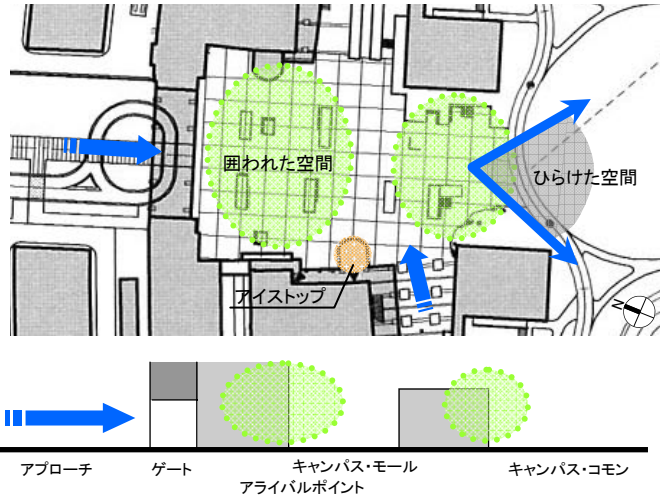 囲われた空間
ひらけた空間
アイストップ
N
アプローチ
ゲート
キャンパス・モール
キャンパス・コモン
アライバルポイント